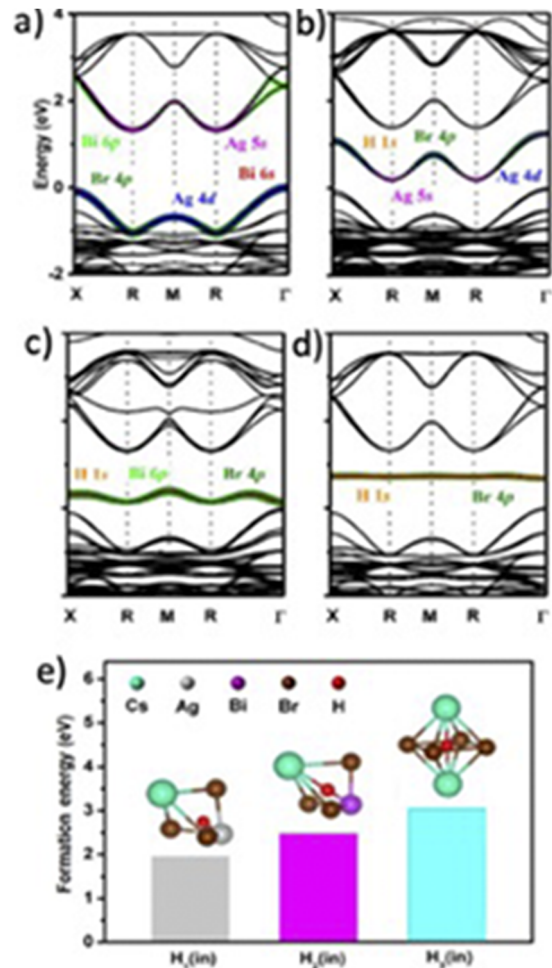 a)
b)
4
2
0
-2
Energy (eV)
Bi 6p
Ag 5s
Br 4p
Bi 6s
Ag 4d
X R M R Γ
H 1s
Br 4p
Ag 5s
Ag 4d
X R M R Γ
c)
d)
H 1s
Bi 6p
Br 4p
X R M R Γ
H 1s
Br 4p
X R M R Γ
e)
Formation energy (eV)
6
5
4
3
2
1
0
Cs Ag Bi Br H